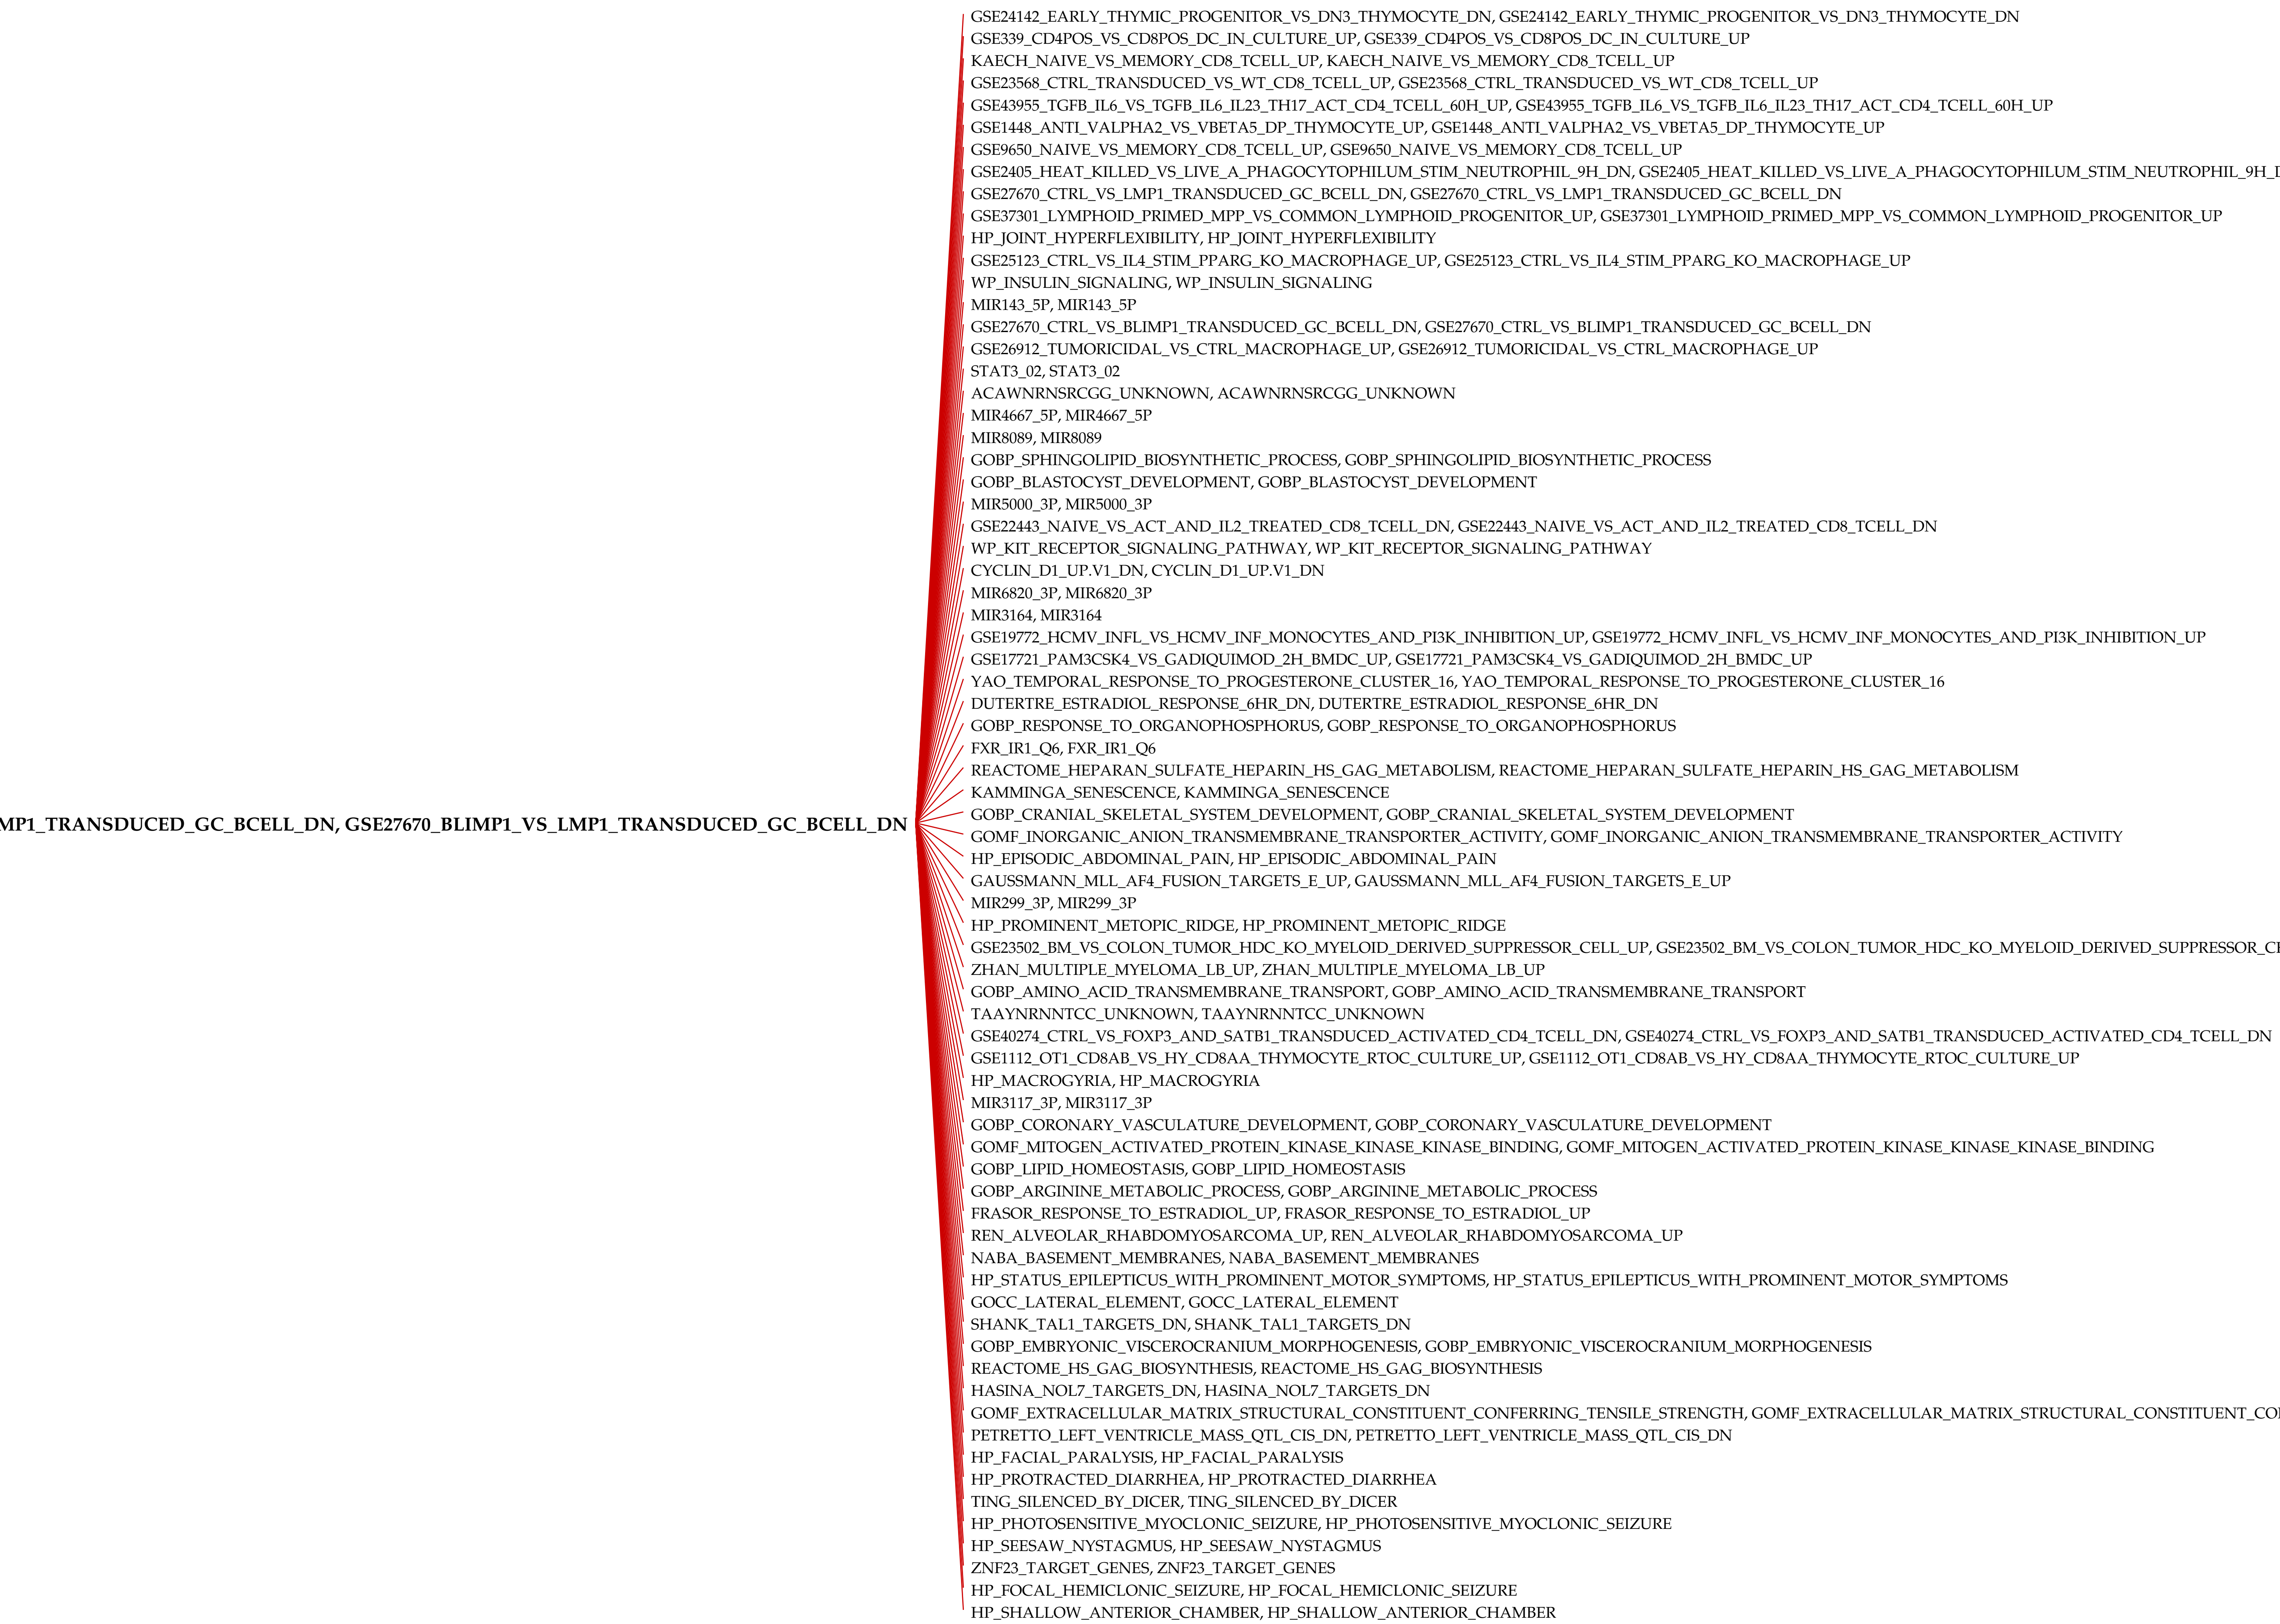 GSE24142_EARLY_THYMIC_PROGENITOR_VS_DN3_THYMOCYTE_DN, GSE24142_EARLY_THYMIC_PROGENITOR_VS_DN3_THYMOCYTE_DN
GSE339_CD4POS_VS_CD8POS_DC_IN_CULTURE_UP, GSE339_CD4POS_VS_CD8POS_DC_IN_CULTURE_UP
KAECH_NAIVE_VS_MEMORY_CD8_TCELL_UP, KAECH_NAIVE_VS_MEMORY_CD8_TCELL_UP
GSE23568_CTRL_TRANSDUCED_VS_WT_CD8_TCELL_UP, GSE23568_CTRL_TRANSDUCED_VS_WT_CD8_TCELL_UP
GSE43955_TGFB_IL6_VS_TGFB_IL6_IL23_TH17_ACT_CD4_TCELL_60H_UP, GSE43955_TGFB_IL6_VS_TGFB_IL6_IL23_TH17_ACT_CD4_TCELL_60H_UP
GSE1448_ANTI_VALPHA2_VS_VBETA5_DP_THYMOCYTE_UP, GSE1448_ANTI_VALPHA2_VS_VBETA5_DP_THYMOCYTE_UP
GSE9650_NAIVE_VS_MEMORY_CD8_TCELL_UP, GSE9650_NAIVE_VS_MEMORY_CD8_TCELL_UP
GSE2405_HEAT_KILLED_VS_LIVE_A_PHAGOCYTOPHILUM_STIM_NEUTROPHIL_9H_DN, GSE2405_HEAT_KILLED_VS_LIVE_A_PHAGOCYTOPHILUM_STIM_NEUTROPHIL_9H_D
GSE27670_CTRL_VS_LMP1_TRANSDUCED_GC_BCELL_DN, GSE27670_CTRL_VS_LMP1_TRANSDUCED_GC_BCELL_DN
GSE37301_LYMPHOID_PRIMED_MPP_VS_COMMON_LYMPHOID_PROGENITOR_UP, GSE37301_LYMPHOID_PRIMED_MPP_VS_COMMON_LYMPHOID_PROGENITOR_UP
HP_JOINT_HYPERFLEXIBILITY, HP_JOINT_HYPERFLEXIBILITY
GSE25123_CTRL_VS_IL4_STIM_PPARG_KO_MACROPHAGE_UP, GSE25123_CTRL_VS_IL4_STIM_PPARG_KO_MACROPHAGE_UP
WP_INSULIN_SIGNALING, WP_INSULIN_SIGNALING
MIR143_5P, MIR143_5P
GSE27670_CTRL_VS_BLIMP1_TRANSDUCED_GC_BCELL_DN, GSE27670_CTRL_VS_BLIMP1_TRANSDUCED_GC_BCELL_DN
GSE26912_TUMORICIDAL_VS_CTRL_MACROPHAGE_UP, GSE26912_TUMORICIDAL_VS_CTRL_MACROPHAGE_UP
STAT3_02, STAT3_02
ACAWNRNSRCGG_UNKNOWN, ACAWNRNSRCGG_UNKNOWN
MIR4667_5P, MIR4667_5P
MIR8089, MIR8089
GOBP_SPHINGOLIPID_BIOSYNTHETIC_PROCESS, GOBP_SPHINGOLIPID_BIOSYNTHETIC_PROCESS
GOBP_BLASTOCYST_DEVELOPMENT, GOBP_BLASTOCYST_DEVELOPMENT
MIR5000_3P, MIR5000_3P
GSE22443_NAIVE_VS_ACT_AND_IL2_TREATED_CD8_TCELL_DN, GSE22443_NAIVE_VS_ACT_AND_IL2_TREATED_CD8_TCELL_DN
WP_KIT_RECEPTOR_SIGNALING_PATHWAY, WP_KIT_RECEPTOR_SIGNALING_PATHWAY
CYCLIN_D1_UP.V1_DN, CYCLIN_D1_UP.V1_DN
MIR6820_3P, MIR6820_3P
MIR3164, MIR3164
GSE19772_HCMV_INFL_VS_HCMV_INF_MONOCYTES_AND_PI3K_INHIBITION_UP, GSE19772_HCMV_INFL_VS_HCMV_INF_MONOCYTES_AND_PI3K_INHIBITION_UP
GSE17721_PAM3CSK4_VS_GADIQUIMOD_2H_BMDC_UP, GSE17721_PAM3CSK4_VS_GADIQUIMOD_2H_BMDC_UP
YAO_TEMPORAL_RESPONSE_TO_PROGESTERONE_CLUSTER_16, YAO_TEMPORAL_RESPONSE_TO_PROGESTERONE_CLUSTER_16
DUTERTRE_ESTRADIOL_RESPONSE_6HR_DN, DUTERTRE_ESTRADIOL_RESPONSE_6HR_DN
GOBP_RESPONSE_TO_ORGANOPHOSPHORUS, GOBP_RESPONSE_TO_ORGANOPHOSPHORUS
FXR_IR1_Q6, FXR_IR1_Q6
REACTOME_HEPARAN_SULFATE_HEPARIN_HS_GAG_METABOLISM, REACTOME_HEPARAN_SULFATE_HEPARIN_HS_GAG_METABOLISM
KAMMINGA_SENESCENCE, KAMMINGA_SENESCENCE
GOBP_CRANIAL_SKELETAL_SYSTEM_DEVELOPMENT, GOBP_CRANIAL_SKELETAL_SYSTEM_DEVELOPMENT
MP1_TRANSDUCED_GC_BCELL_DN, GSE27670_BLIMP1_VS_LMP1_TRANSDUCED_GC_BCELL_DN
GOMF_INORGANIC_ANION_TRANSMEMBRANE_TRANSPORTER_ACTIVITY, GOMF_INORGANIC_ANION_TRANSMEMBRANE_TRANSPORTER_ACTIVITY
HP_EPISODIC_ABDOMINAL_PAIN, HP_EPISODIC_ABDOMINAL_PAIN
GAUSSMANN_MLL_AF4_FUSION_TARGETS_E_UP, GAUSSMANN_MLL_AF4_FUSION_TARGETS_E_UP
MIR299_3P, MIR299_3P
HP_PROMINENT_METOPIC_RIDGE, HP_PROMINENT_METOPIC_RIDGE
GSE23502_BM_VS_COLON_TUMOR_HDC_KO_MYELOID_DERIVED_SUPPRESSOR_CELL_UP, GSE23502_BM_VS_COLON_TUMOR_HDC_KO_MYELOID_DERIVED_SUPPRESSOR_CE
ZHAN_MULTIPLE_MYELOMA_LB_UP, ZHAN_MULTIPLE_MYELOMA_LB_UP
GOBP_AMINO_ACID_TRANSMEMBRANE_TRANSPORT, GOBP_AMINO_ACID_TRANSMEMBRANE_TRANSPORT
TAAYNRNNTCC_UNKNOWN, TAAYNRNNTCC_UNKNOWN
GSE40274_CTRL_VS_FOXP3_AND_SATB1_TRANSDUCED_ACTIVATED_CD4_TCELL_DN, GSE40274_CTRL_VS_FOXP3_AND_SATB1_TRANSDUCED_ACTIVATED_CD4_TCELL_DN
GSE1112_OT1_CD8AB_VS_HY_CD8AA_THYMOCYTE_RTOC_CULTURE_UP, GSE1112_OT1_CD8AB_VS_HY_CD8AA_THYMOCYTE_RTOC_CULTURE_UP
HP_MACROGYRIA, HP_MACROGYRIA
MIR3117_3P, MIR3117_3P
GOBP_CORONARY_VASCULATURE_DEVELOPMENT, GOBP_CORONARY_VASCULATURE_DEVELOPMENT
GOMF_MITOGEN_ACTIVATED_PROTEIN_KINASE_KINASE_KINASE_BINDING, GOMF_MITOGEN_ACTIVATED_PROTEIN_KINASE_KINASE_KINASE_BINDING
GOBP_LIPID_HOMEOSTASIS, GOBP_LIPID_HOMEOSTASIS
GOBP_ARGININE_METABOLIC_PROCESS, GOBP_ARGININE_METABOLIC_PROCESS
FRASOR_RESPONSE_TO_ESTRADIOL_UP, FRASOR_RESPONSE_TO_ESTRADIOL_UP
REN_ALVEOLAR_RHABDOMYOSARCOMA_UP, REN_ALVEOLAR_RHABDOMYOSARCOMA_UP
NABA_BASEMENT_MEMBRANES, NABA_BASEMENT_MEMBRANES
HP_STATUS_EPILEPTICUS_WITH_PROMINENT_MOTOR_SYMPTOMS, HP_STATUS_EPILEPTICUS_WITH_PROMINENT_MOTOR_SYMPTOMS
GOCC_LATERAL_ELEMENT, GOCC_LATERAL_ELEMENT
SHANK_TAL1_TARGETS_DN, SHANK_TAL1_TARGETS_DN
GOBP_EMBRYONIC_VISCEROCRANIUM_MORPHOGENESIS, GOBP_EMBRYONIC_VISCEROCRANIUM_MORPHOGENESIS
REACTOME_HS_GAG_BIOSYNTHESIS, REACTOME_HS_GAG_BIOSYNTHESIS
HASINA_NOL7_TARGETS_DN, HASINA_NOL7_TARGETS_DN
GOMF_EXTRACELLULAR_MATRIX_STRUCTURAL_CONSTITUENT_CONFERRING_TENSILE_STRENGTH, GOMF_EXTRACELLULAR_MATRIX_STRUCTURAL_CONSTITUENT_CO
PETRETTO_LEFT_VENTRICLE_MASS_QTL_CIS_DN, PETRETTO_LEFT_VENTRICLE_MASS_QTL_CIS_DN
HP_FACIAL_PARALYSIS, HP_FACIAL_PARALYSIS
HP_PROTRACTED_DIARRHEA, HP_PROTRACTED_DIARRHEA
TING_SILENCED_BY_DICER, TING_SILENCED_BY_DICER
HP_PHOTOSENSITIVE_MYOCLONIC_SEIZURE, HP_PHOTOSENSITIVE_MYOCLONIC_SEIZURE
HP_SEESAW_NYSTAGMUS, HP_SEESAW_NYSTAGMUS
ZNF23_TARGET_GENES, ZNF23_TARGET_GENES
HP_FOCAL_HEMICLONIC_SEIZURE, HP_FOCAL_HEMICLONIC_SEIZURE
HP_SHALLOW_ANTERIOR_CHAMBER, HP_SHALLOW_ANTERIOR_CHAMBER